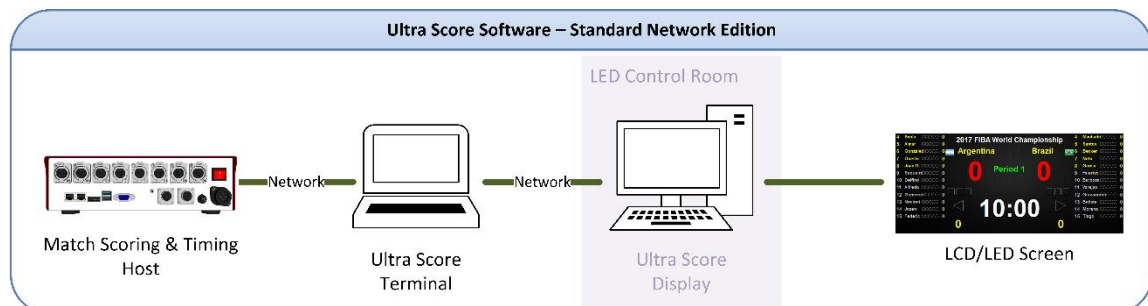 Ultra Score Software – Standard Network Edition
LED Control Room
Network
Network
2017 FIBA World Championship
Argentina
Brazil
0
Period 1
0
10:00
0
0
Match Scoring & Timing
Host
Ultra Score
Terminal
Ultra Score
Display
LCD/LED Screen